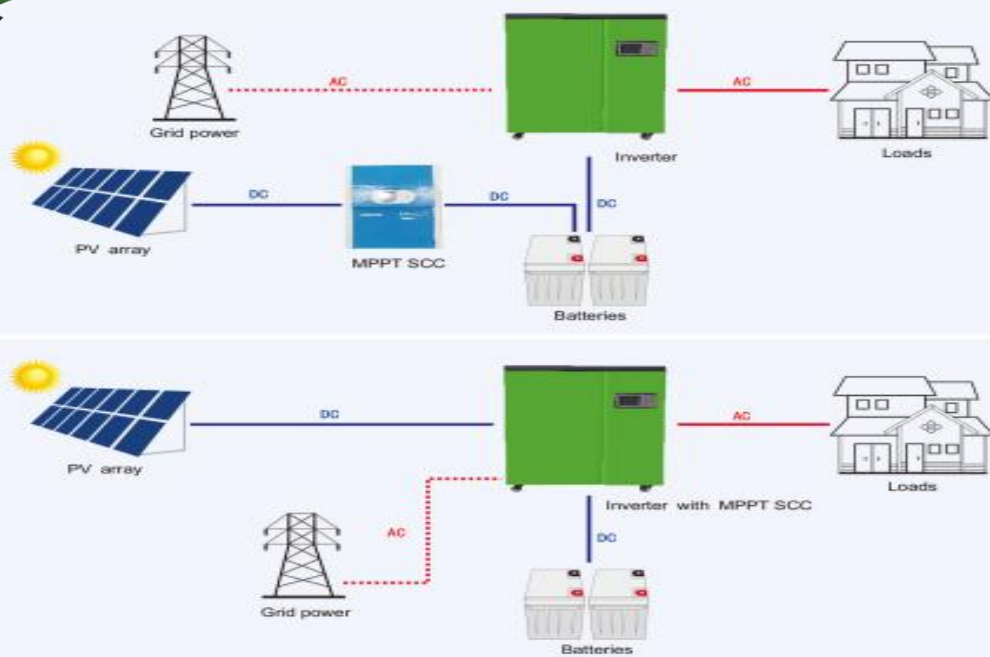 AC
AC
Grid power
Inverter
Loads
DC
DC
DC
PV array
MPPT SCC
Batteries
DC
AC
PV array
Loads
Inverter with MPPT SCC
AC
DC
Grid power
Batteries